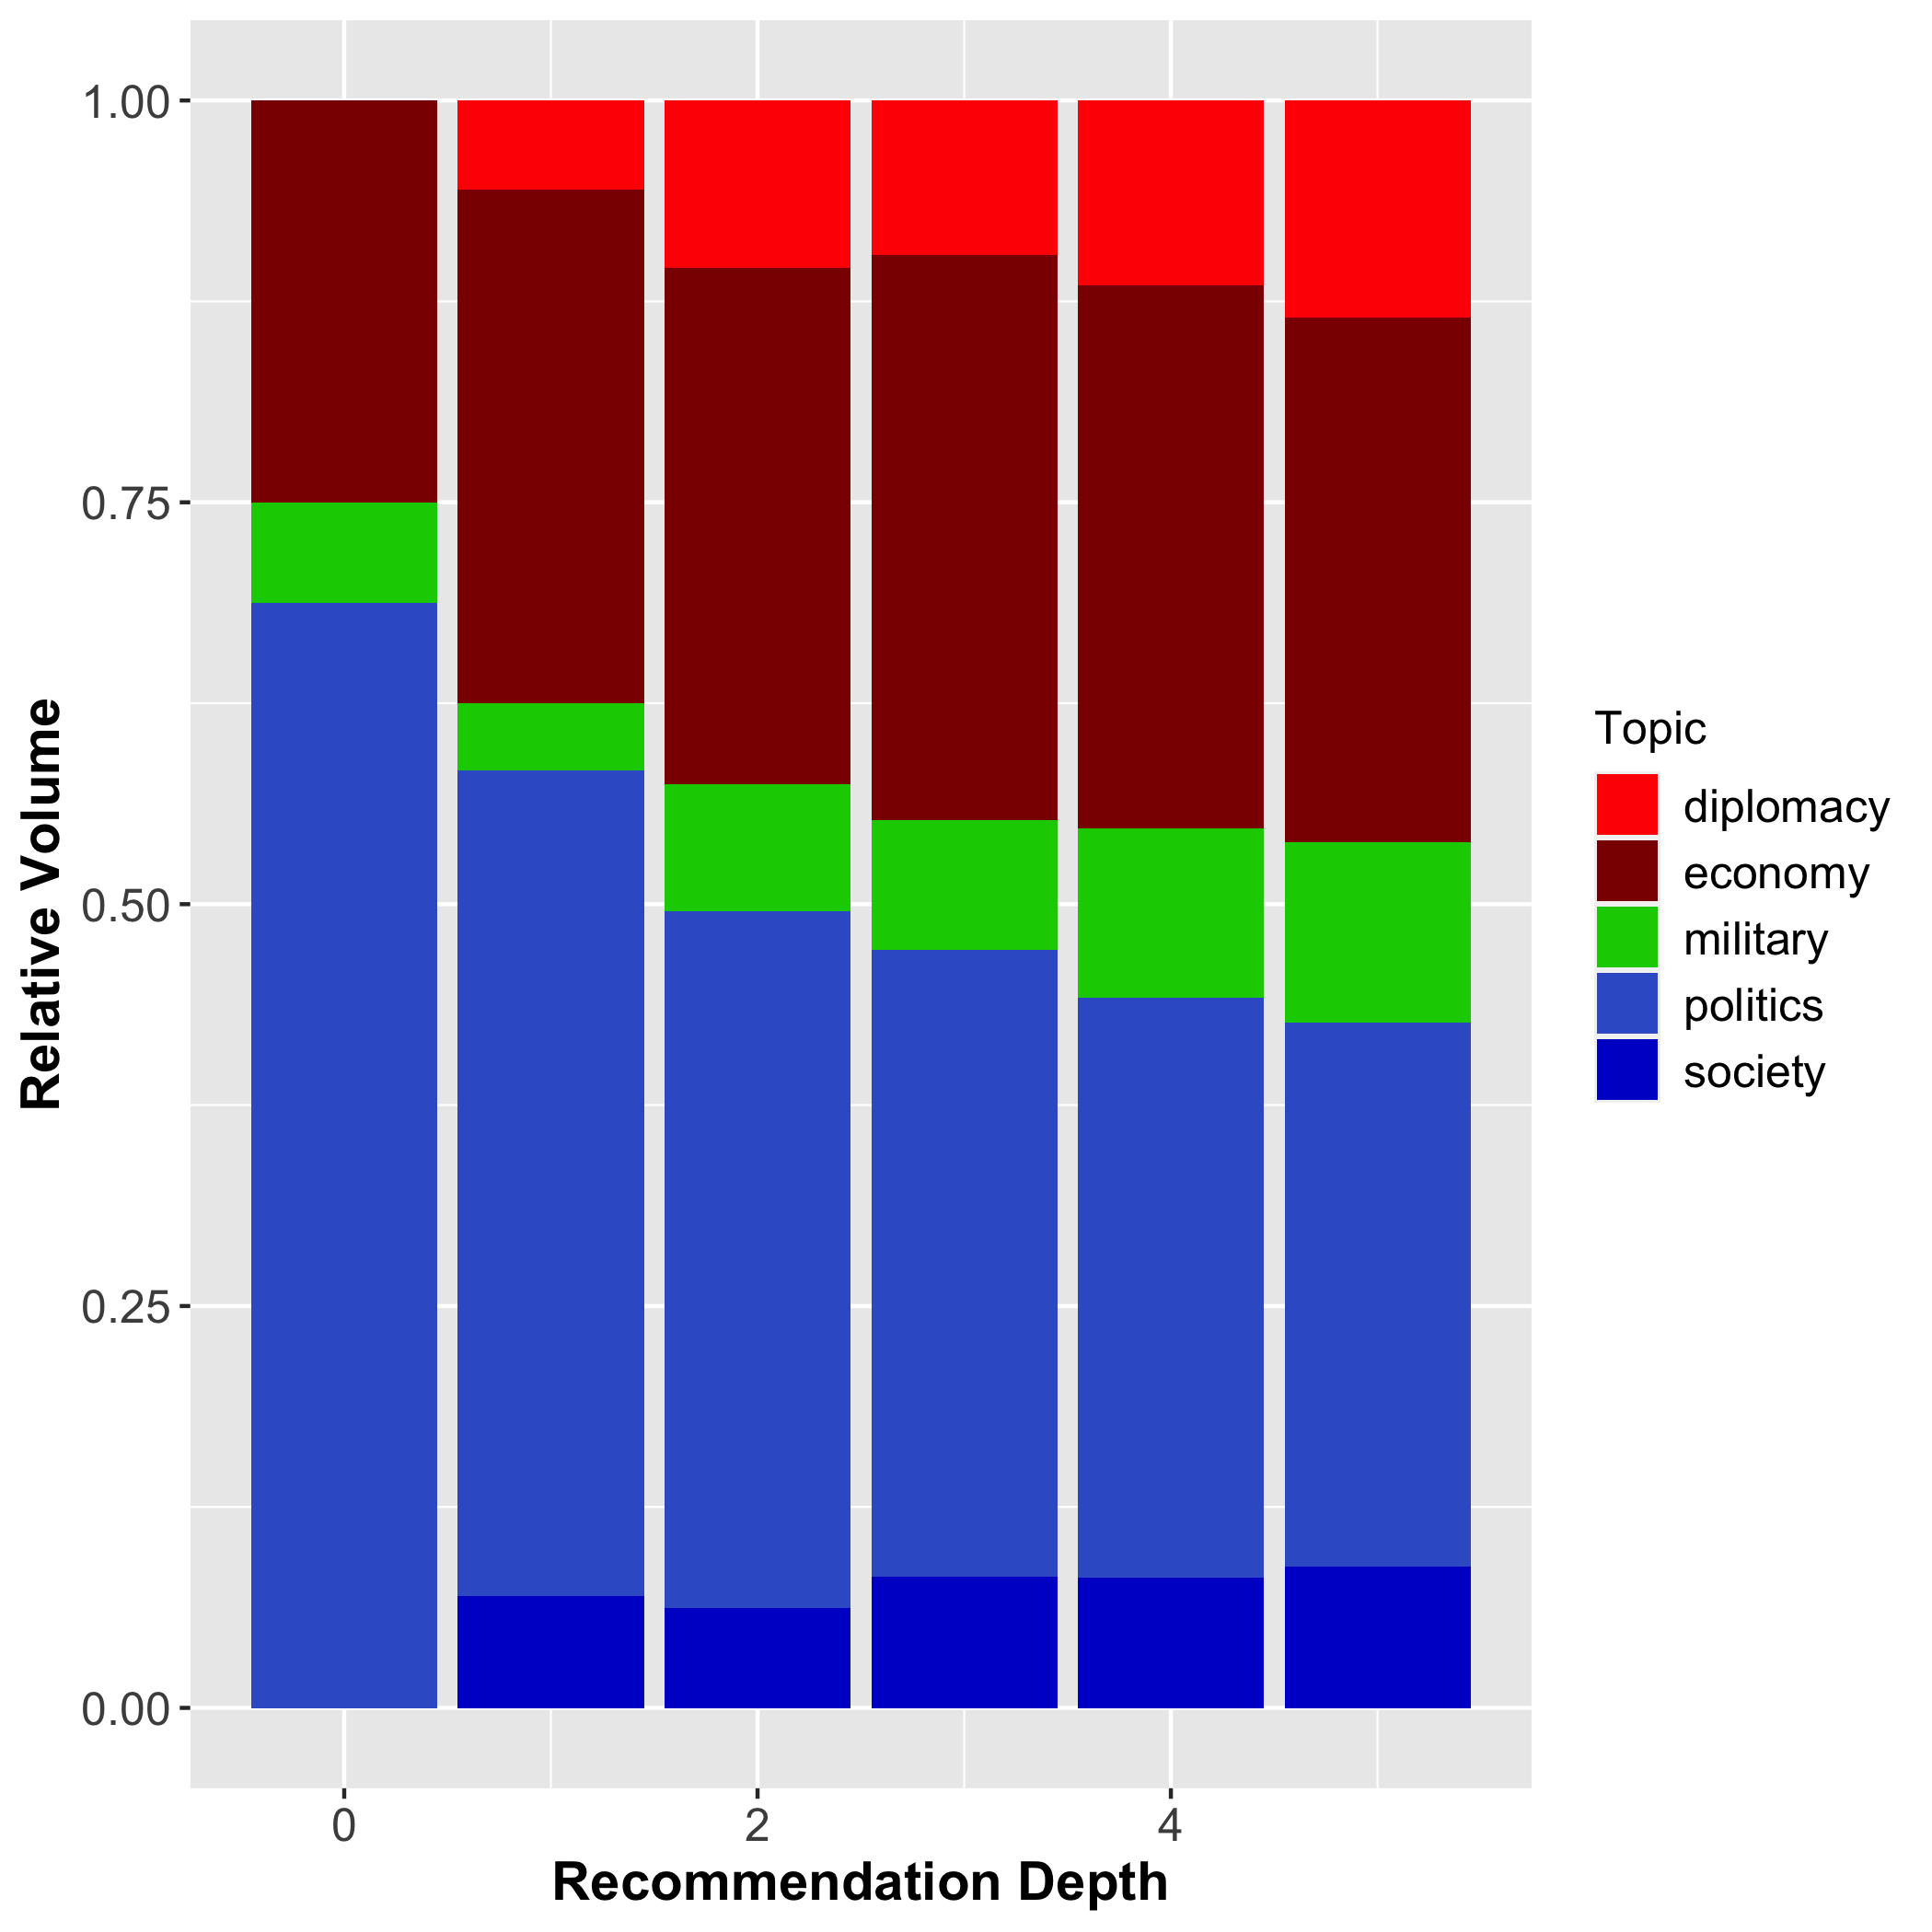 1.00
0.75
0.50
0.25
0.00
Relative Volume
0
2
4
Recommendation Depth
Topic
diplomacy
economy
military
politics
society